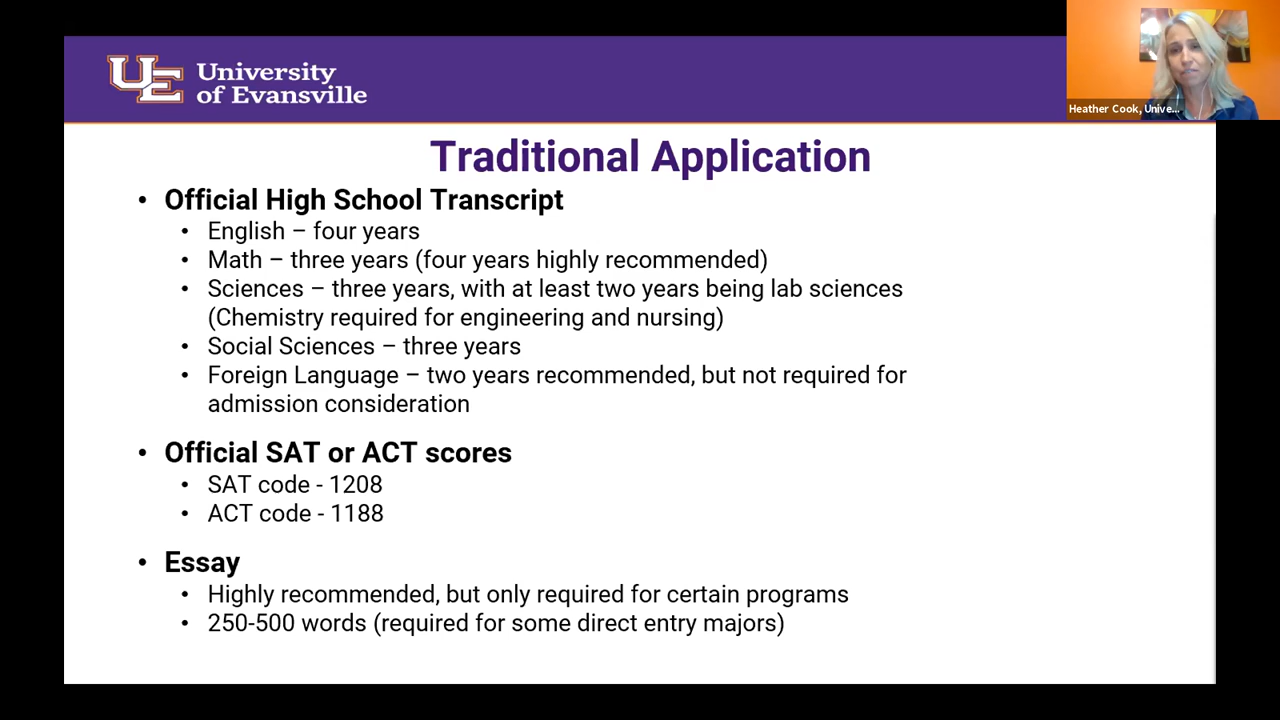 UE University
of Evansville
Heather Cook, Unive...
Traditional Application
• Official High School Transcript
• English – four years
• Math – three years (four years highly recommended)
• Sciences – three years, with at least two years being lab sciences
(Chemistry required for engineering and nursing)
• Social Sciences – three years
• Foreign Language – two years recommended, but not required for
admission consideration
• Official SAT or ACT scores
• SAT code - 1208
• ACT code - 1188
• Essay
• Highly recommended, but only required for certain programs
• 250-500 words (required for some direct entry majors)